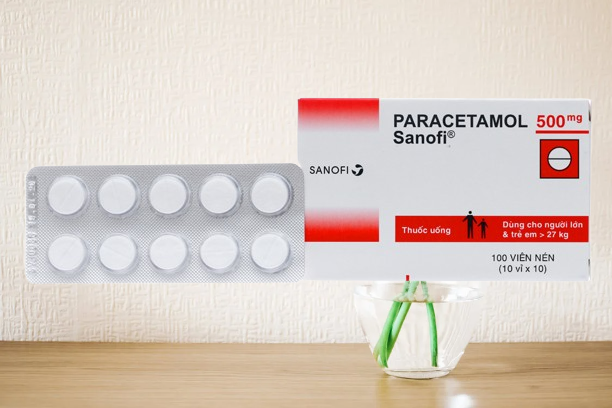 PARACETAMOL 500mg
Sanofi®
SANOFI
Thuốc uống
Dùng cho người lớn
& trẻ em > 27 kg
100 VIÊN NÉN
(10 vỉ x 10)